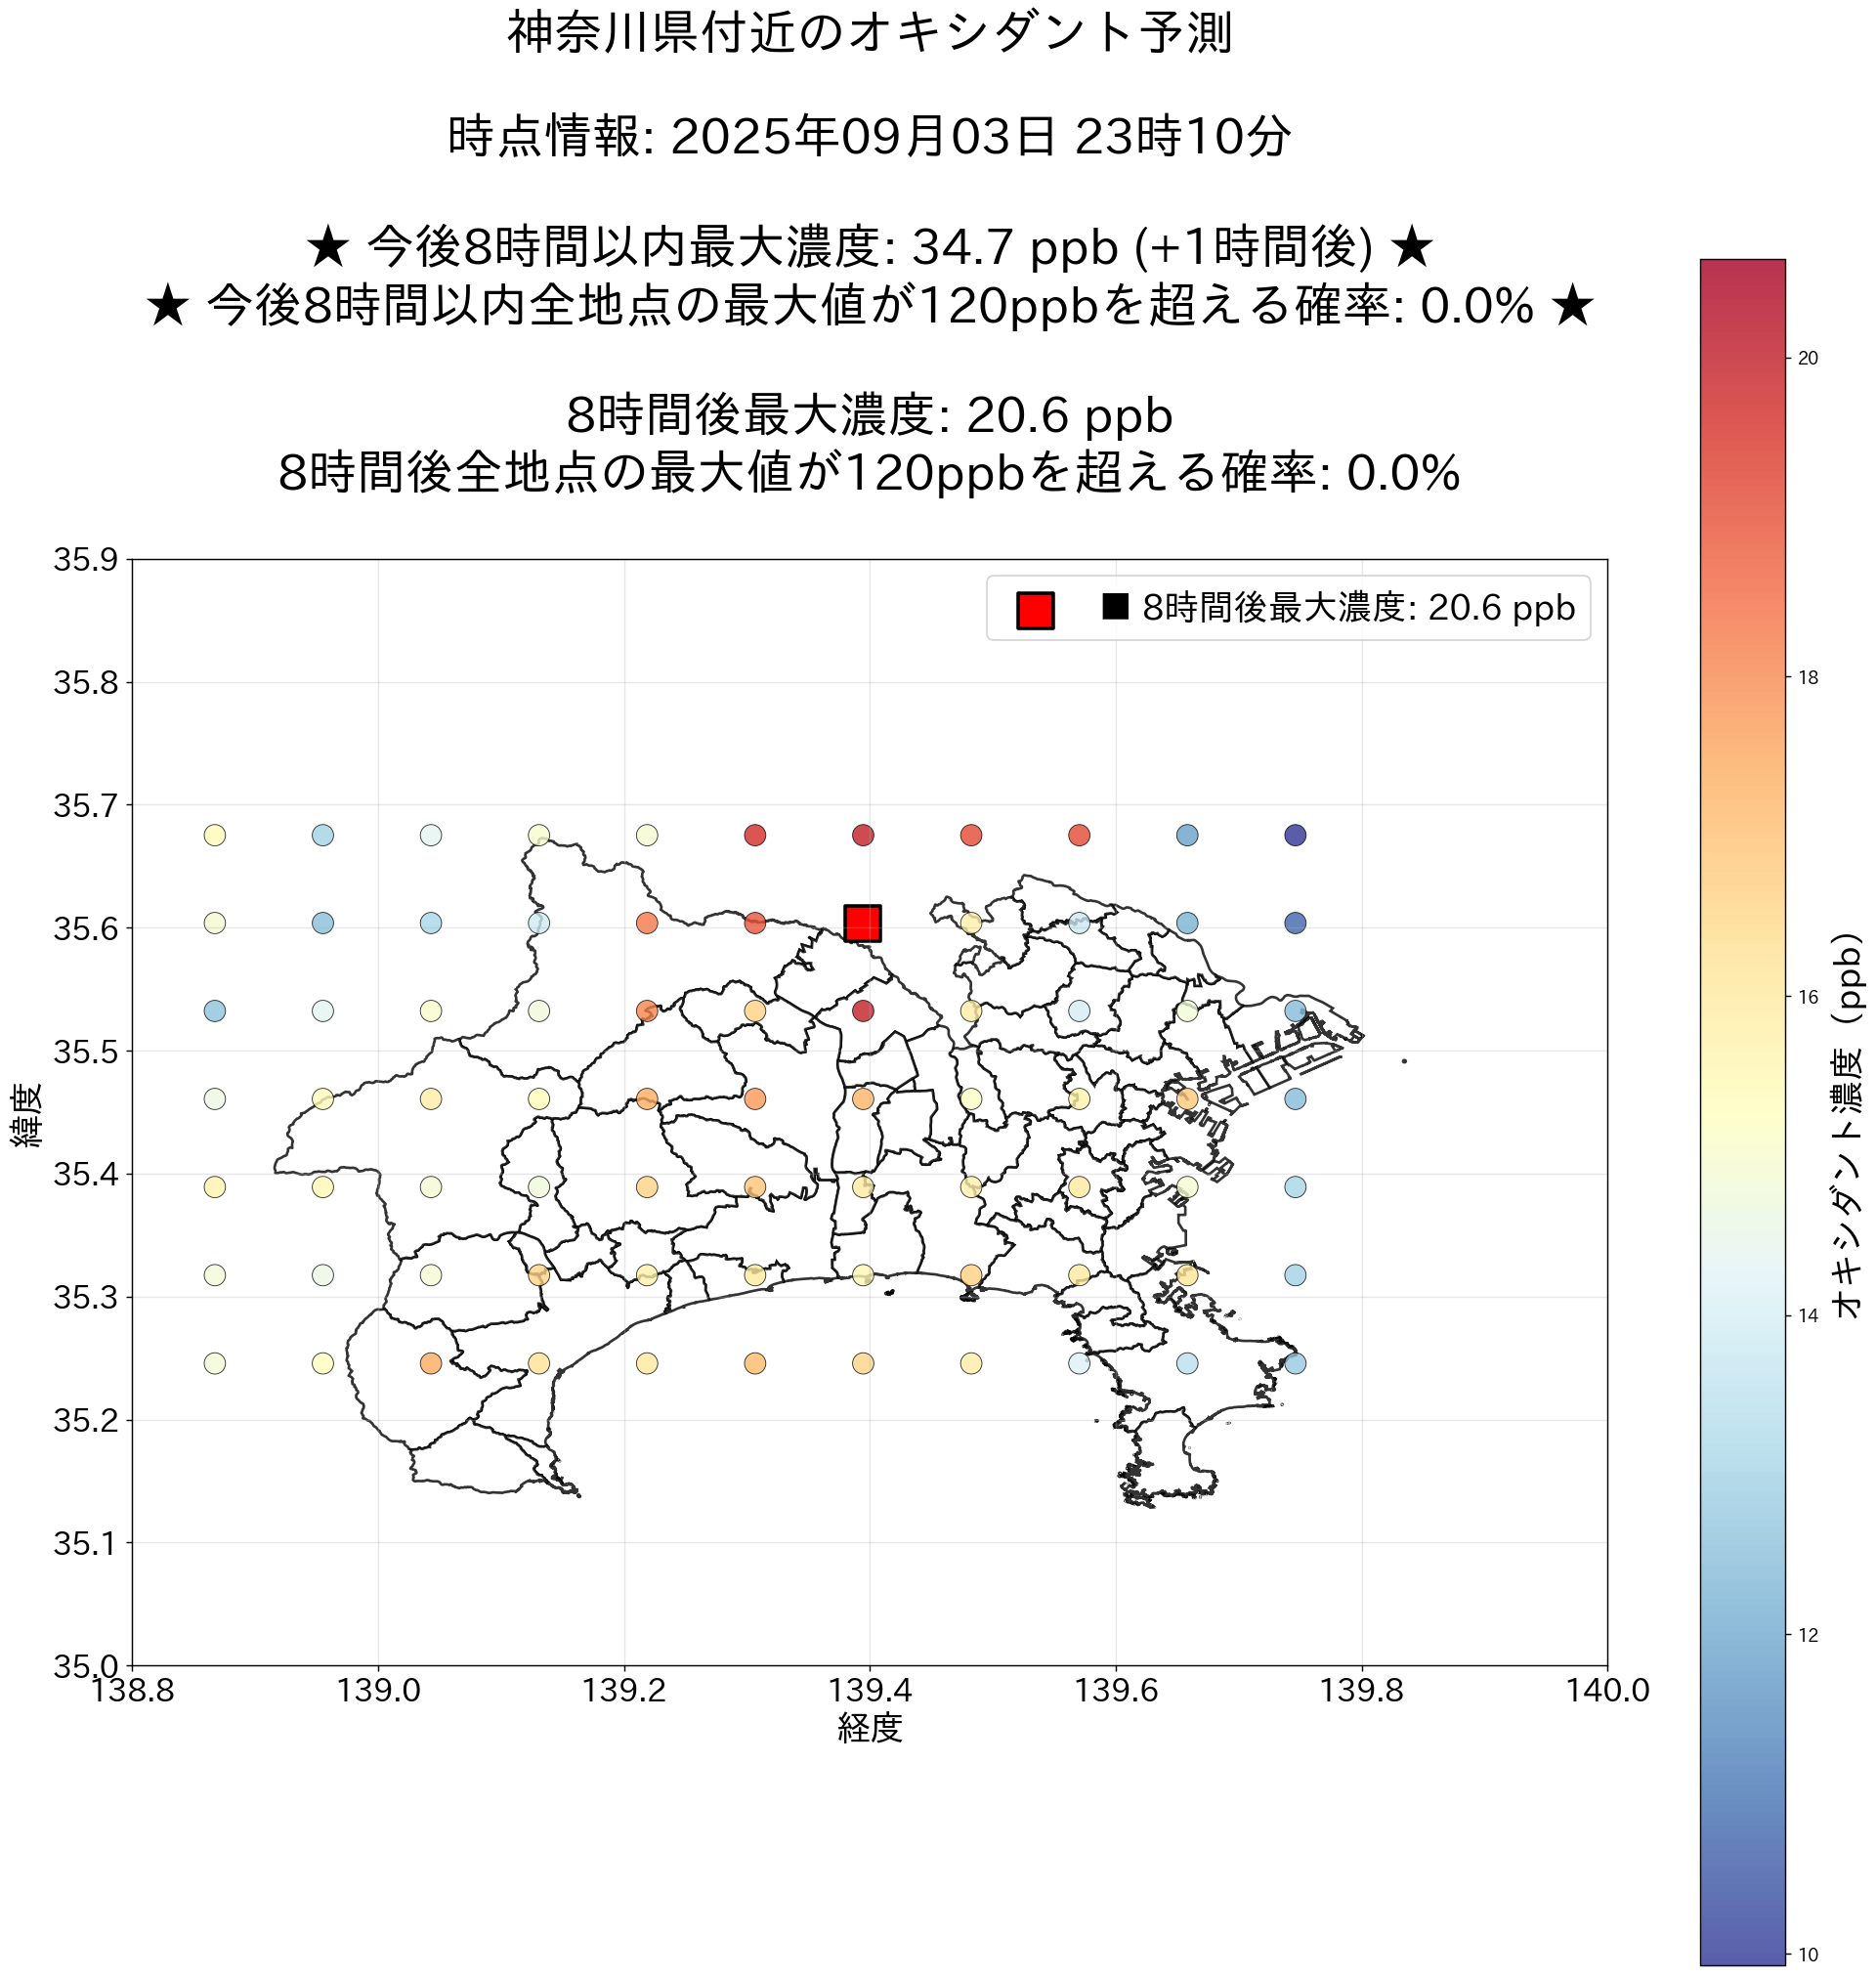 神奈川県付近のオキシダント予測
時点情報: 2025年09月03日 23時10分
★ 今後8時間以内最大濃度: 34.7 ppb (+1時間後) ★
★ 今後8時間以内全地点の最大値が120ppbを超える確率: 0.0% ★
8時間後最大濃度: 20.6 ppb
8時間後全地点の最大値が120ppbを超える確率: 0.0%
■ 8時間後最大濃度: 20.6 ppb
35.9
35.8
35.7
35.6
35.5
35.4
35.3
35.2
35.1
35.0
緯度
138.8 139.0 139.2 139.4 139.6 139.8 140.0
経度
20
18
16
14
12
10
オキシダント濃度 (ppb)